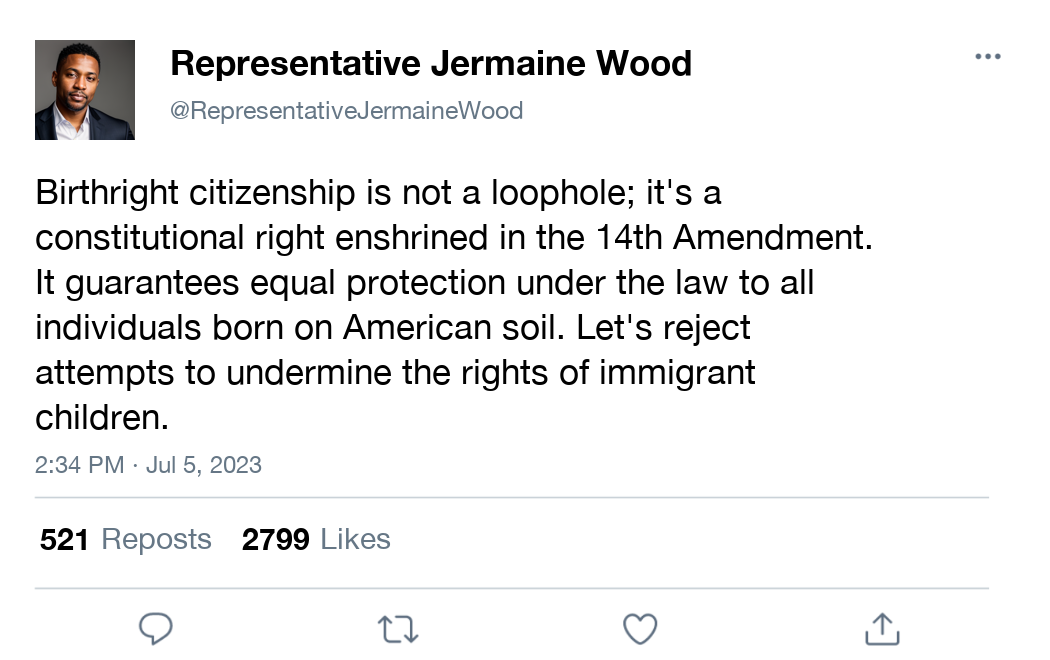 Representative Jermaine Wood
@RepresentativeJermaineWood
Birthright citizenship is not a loophole; it's a
constitutional right enshrined in the 14th Amendment.
It guarantees equal protection under the law to all
individuals born on American soil. Let's reject
attempts to undermine the rights of immigrant
children.
2:34 PM · Jul 5, 2023
521 Reposts 2799 Likes